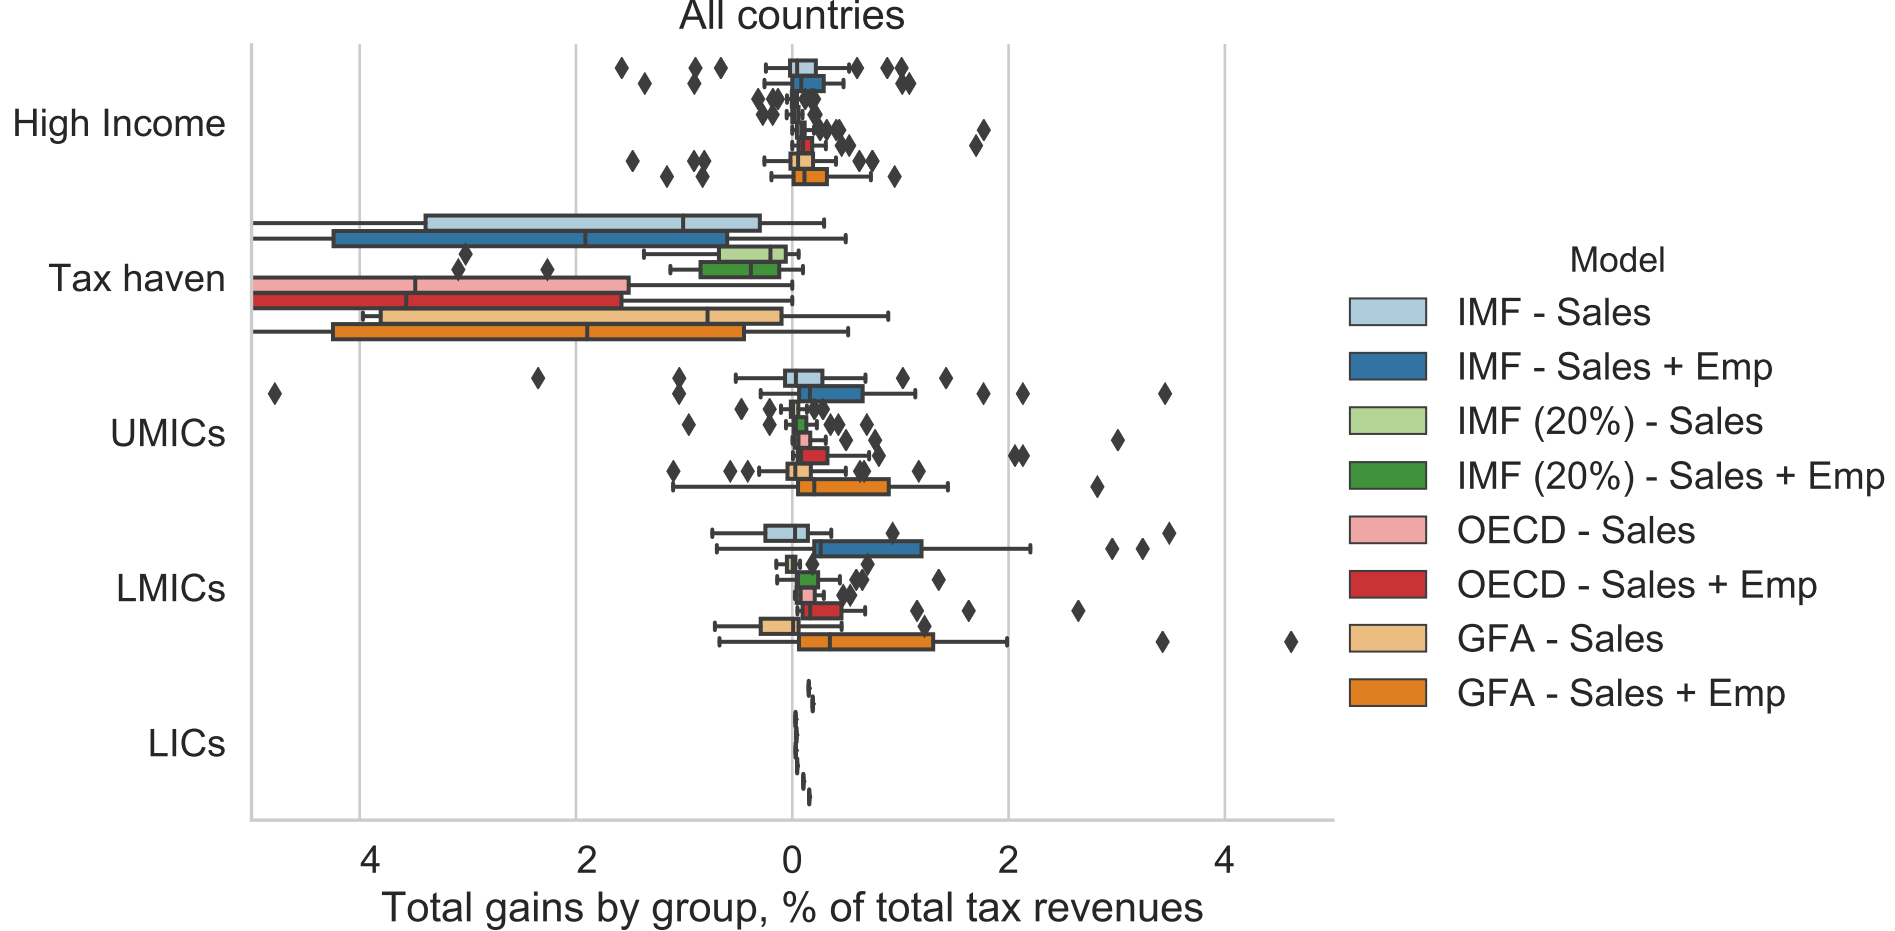 All countries
High Income
Tax haven
UMICs
LMICs
LICs
4 2 0 2 4
Total gains by group, % of total tax revenues
Model
IMF - Sales
IMF - Sales + Emp
IMF (20%) - Sales
IMF (20%) - Sales + Emp
OECD - Sales
OECD - Sales + Emp
GFA - Sales
GFA - Sales + Emp